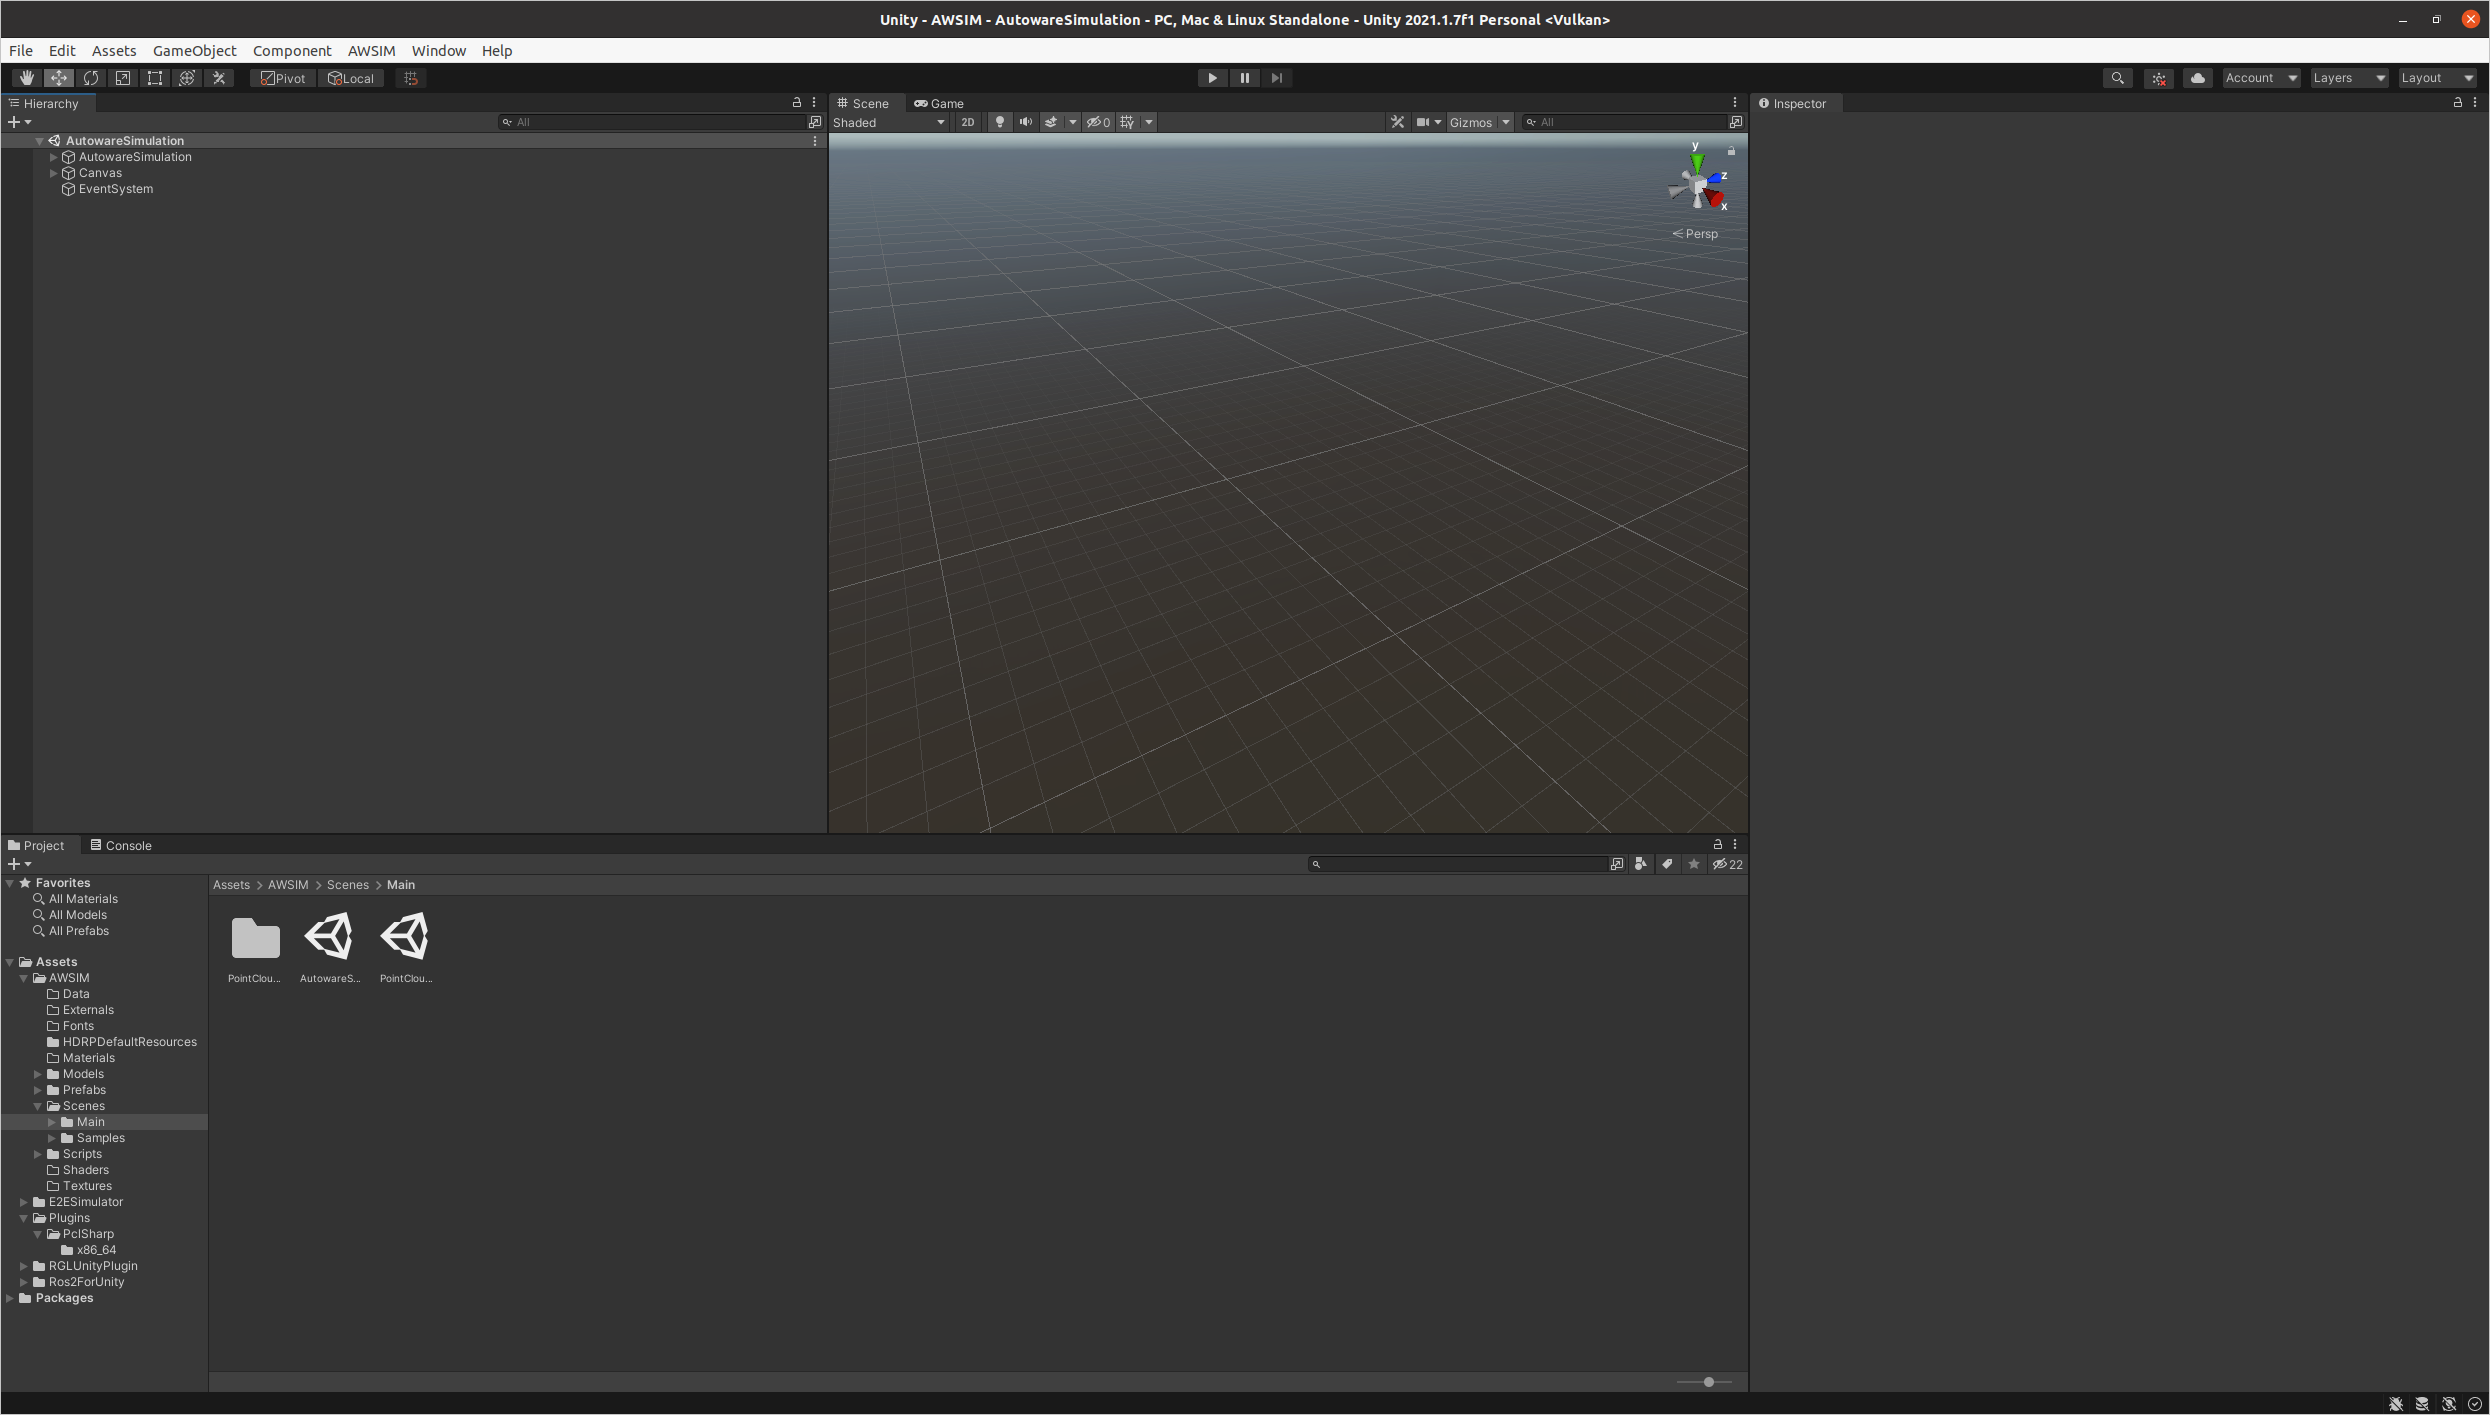 Unity - AWSIM - AutowareSimulation - PC, Mac & Linux Standalone - Unity 2021.1.7f1 Personal <Vulkan>
File Edit Assets GameObject Component AWSIM Window Help
Pivot Local Account Layers Layout
Hierarchy
All
AutowareSimulation
AutowareSimulation
Canvas
EventSystem
Scene Game
Shaded 2D 0 Gizmos All
y
z
x
Persp
Inspector
Project Console
22
Favorites
All Materials
All Models
All Prefabs
Assets
AWSIM
Data
Externals
Fonts
HDRPDefaultResources
Materials
Models
Prefabs
Scenes
Main
Samples
Scripts
Shaders
Textures
E2ESimulator
Plugins
PclSharp
x86_64
RGLUnityPlugin
Ros2ForUnity
Packages
Assets > AWSIM > Scenes > Main
PointClou... AutowareS... PointClou...